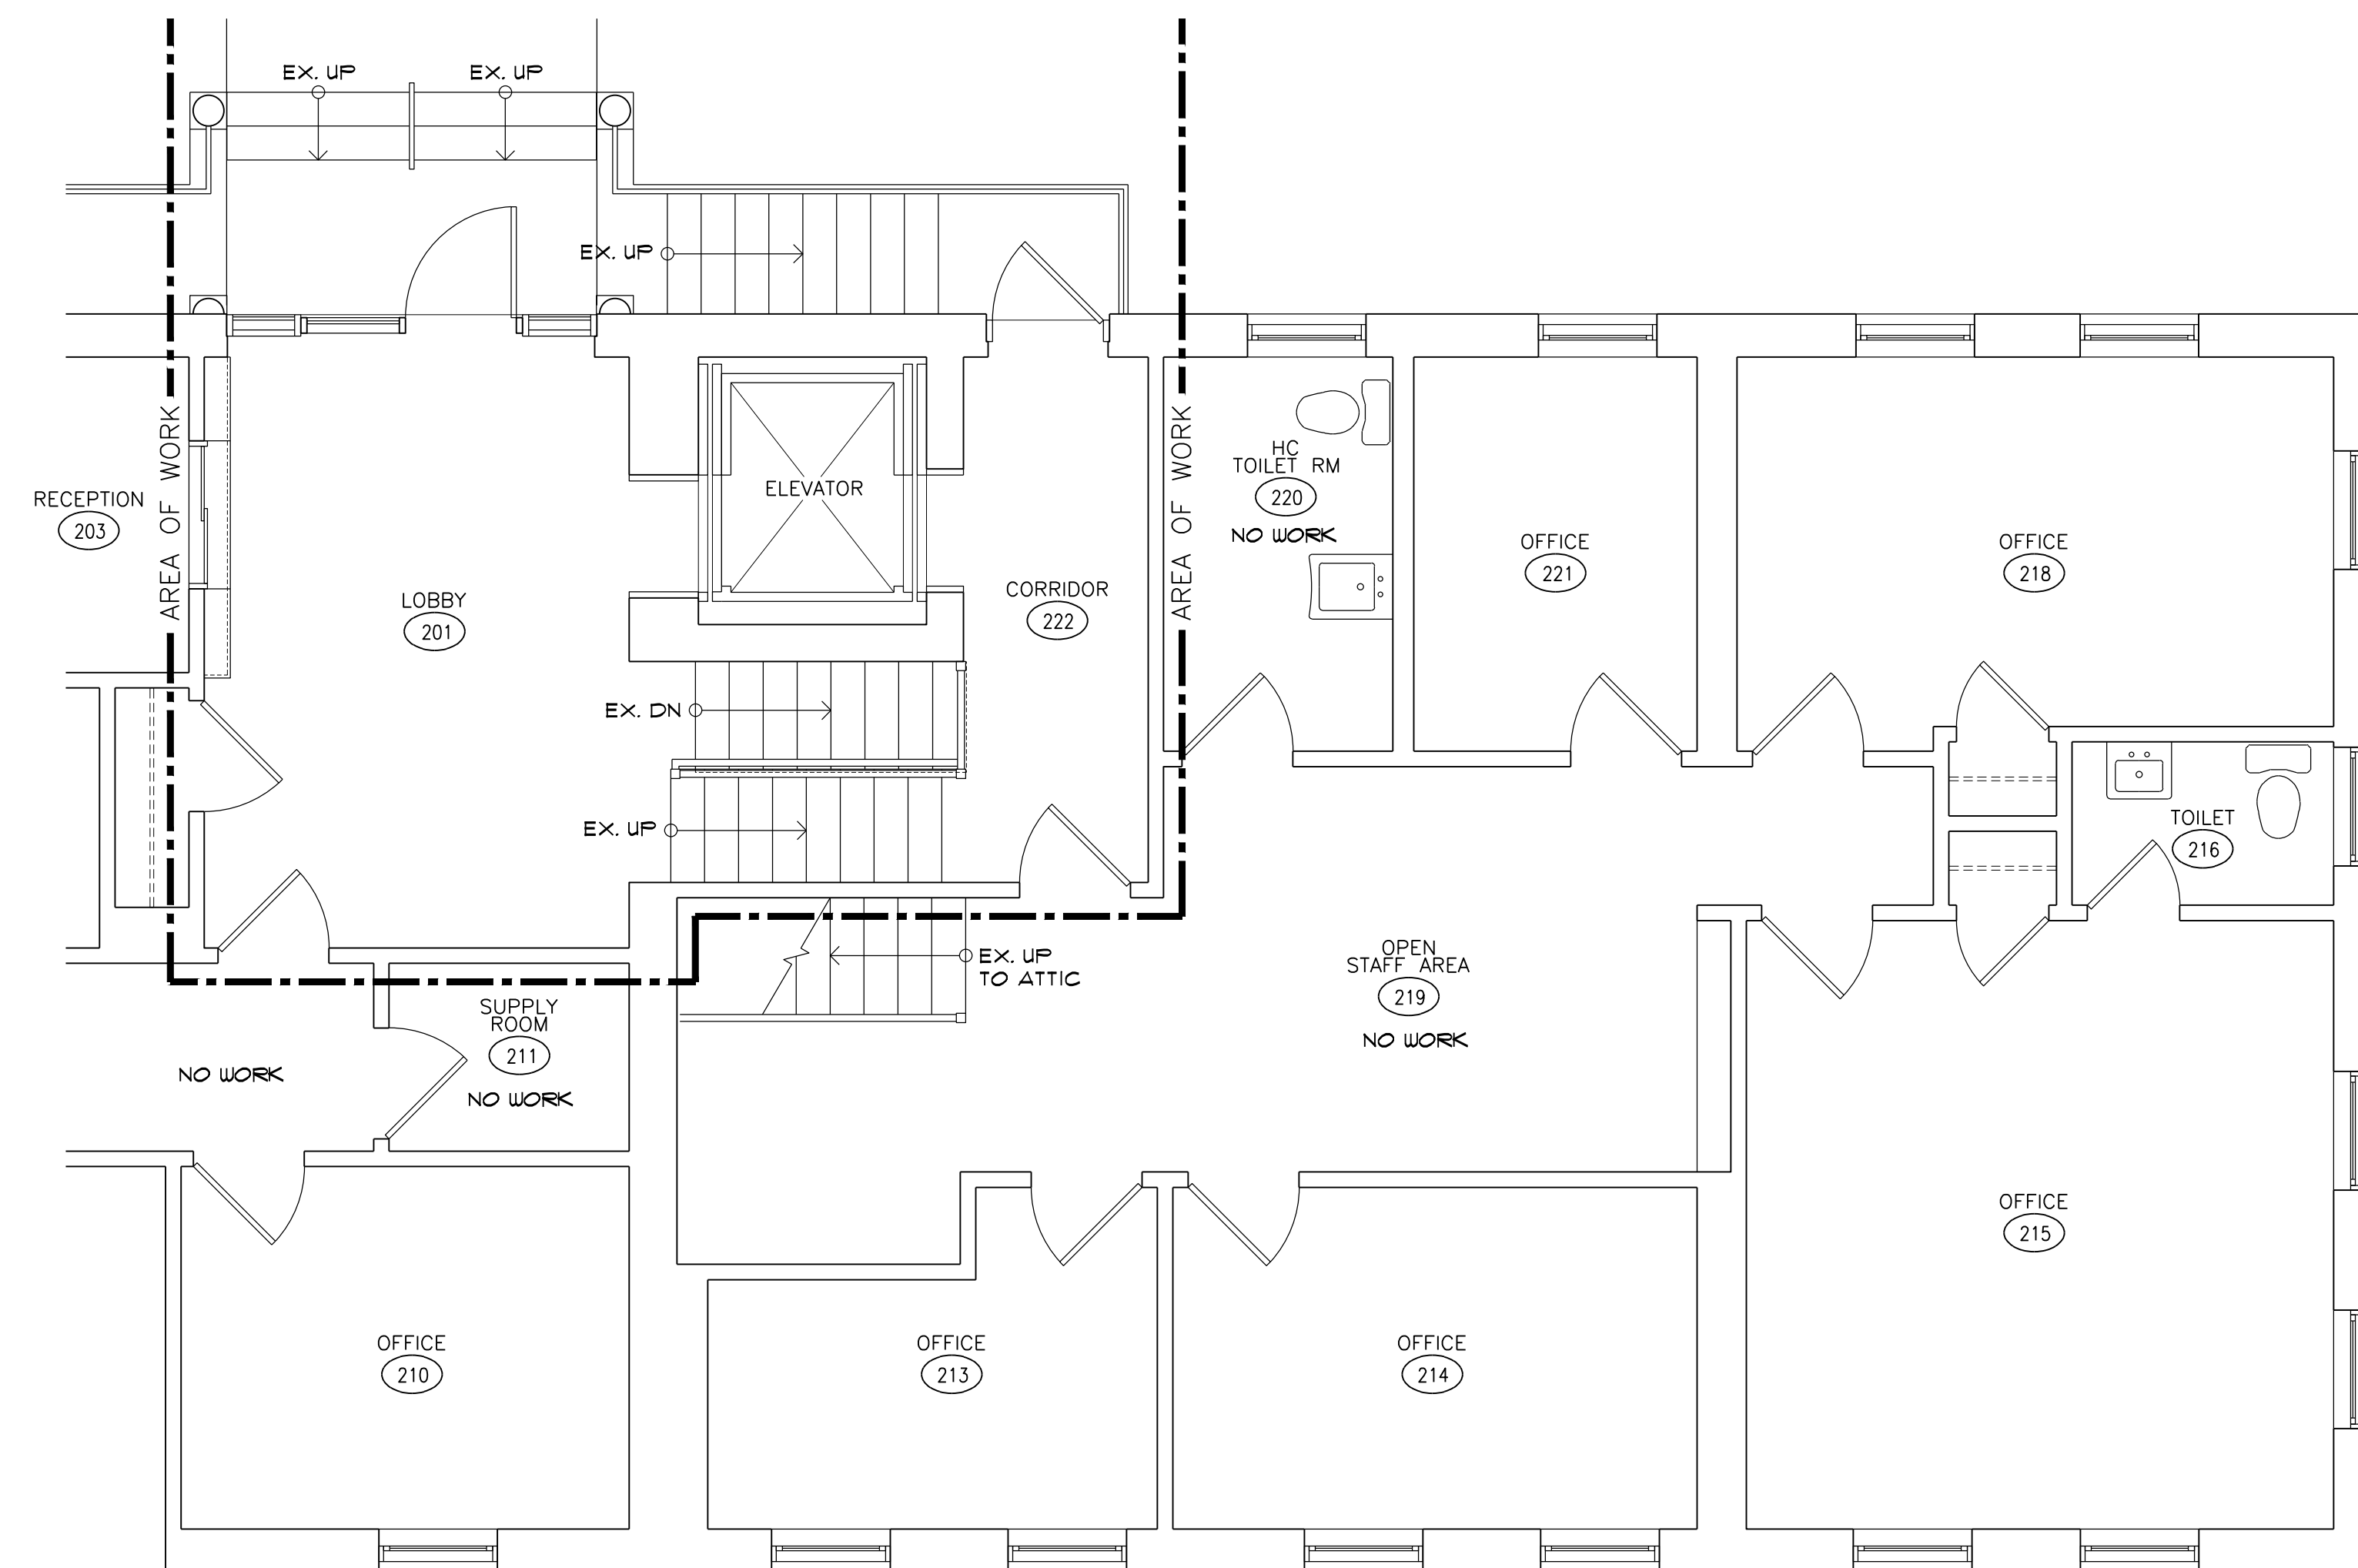 EX. UP
EX. UP
EX. UP
AREA OF WORK
AREA OF WORK
RECEPTION
203
ELEVATOR
HC
TOILET RM
220
NO WORK
OFFICE
221
OFFICE
218
LOBBY
201
CORRIDOR
222
EX. DN
EX. UP
TOILET
216
EX. UP
TO ATTIC
OPEN
STAFF AREA
219
NO WORK
SUPPLY
ROOM
211
NO WORK
NO WORK
OFFICE
215
OFFICE
210
OFFICE
213
OFFICE
214